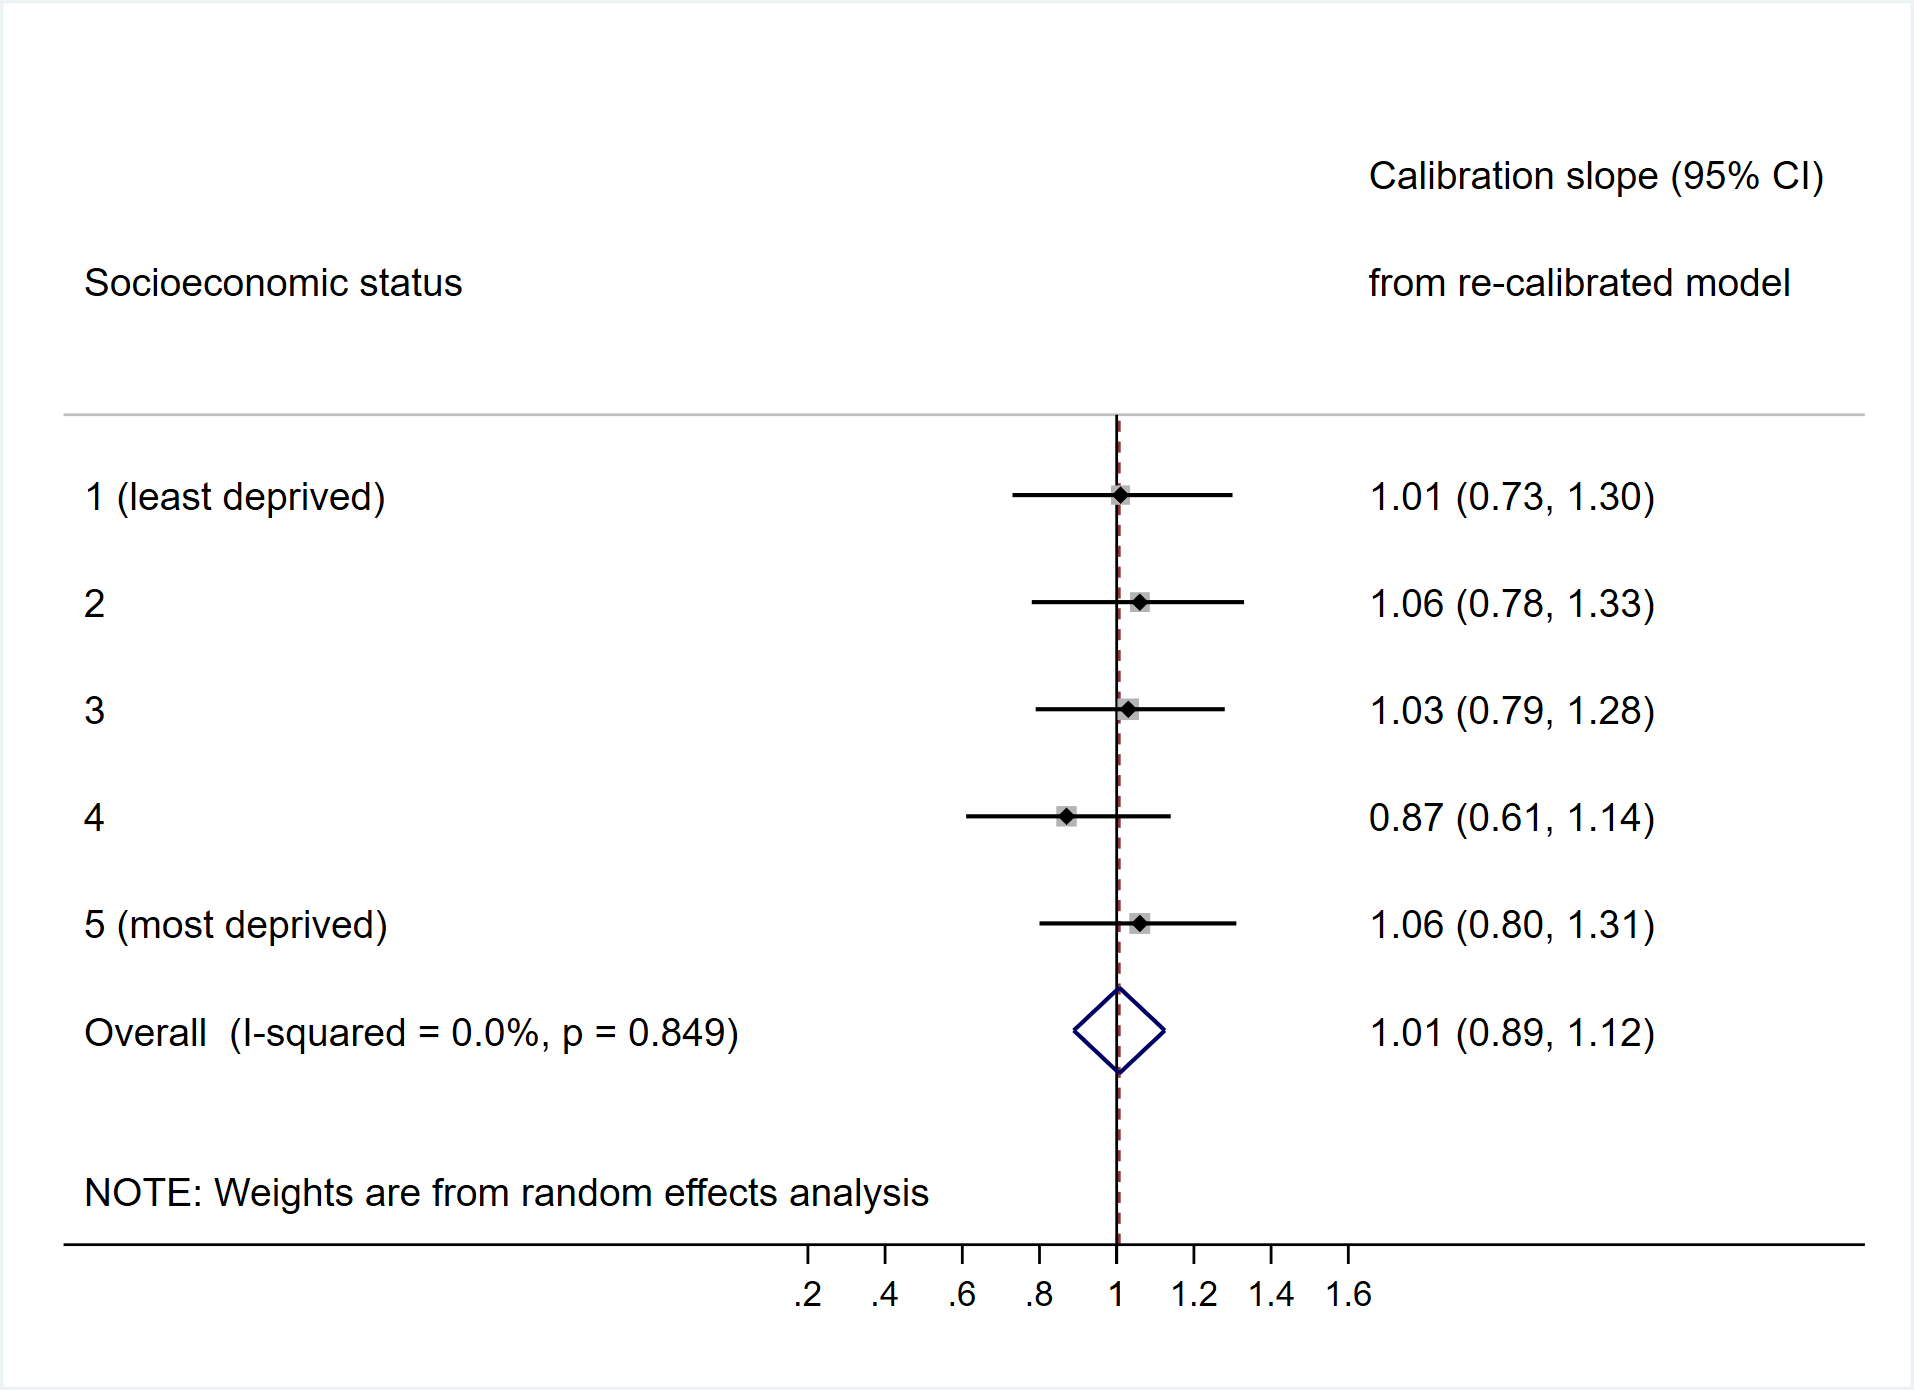 Calibration slope (95% CI)
Socioeconomic status from re-calibrated model
1 (least deprived) 1.01 (0.73, 1.30)
2 1.06 (0.78, 1.33)
3 1.03 (0.79, 1.28)
4 0.87 (0.61, 1.14)
5 (most deprived) 1.06 (0.80, 1.31)
Overall  (I-squared = 0.0%, p = 0.849) 1.01 (0.89, 1.12)
NOTE: Weights are from random effects analysis
.2 .4 .6 .8 1 1.2 1.4 1.6